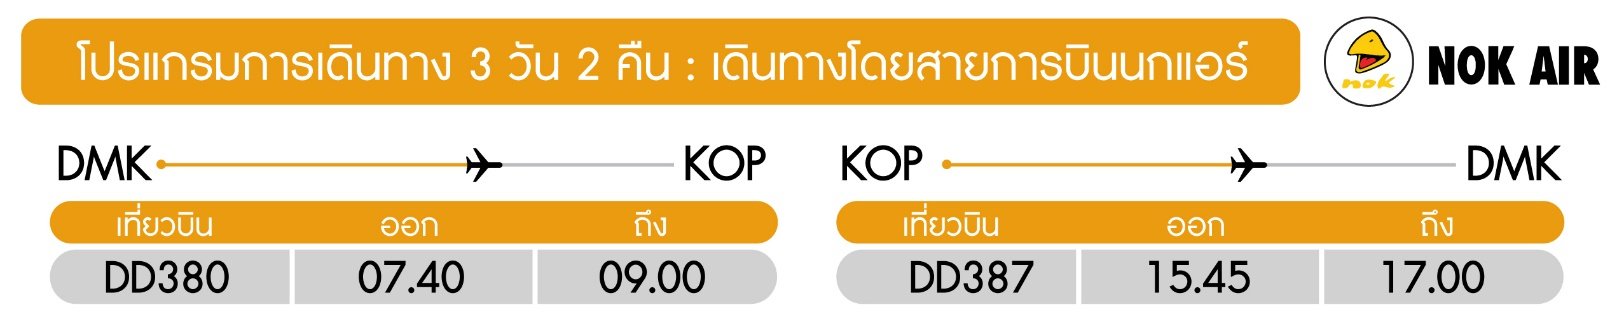 โปรแกรมการเดินทาง 3 วัน 2 คืน : เดินทางโดยสายการบินนกแอร์
nok
NOK AIR
DMK KOP
เที่ยวบิน ออก ถึง
DD380 07.40 09.00
KOP DMK
เที่ยวบิน ออก ถึง
DD387 15.45 17.00